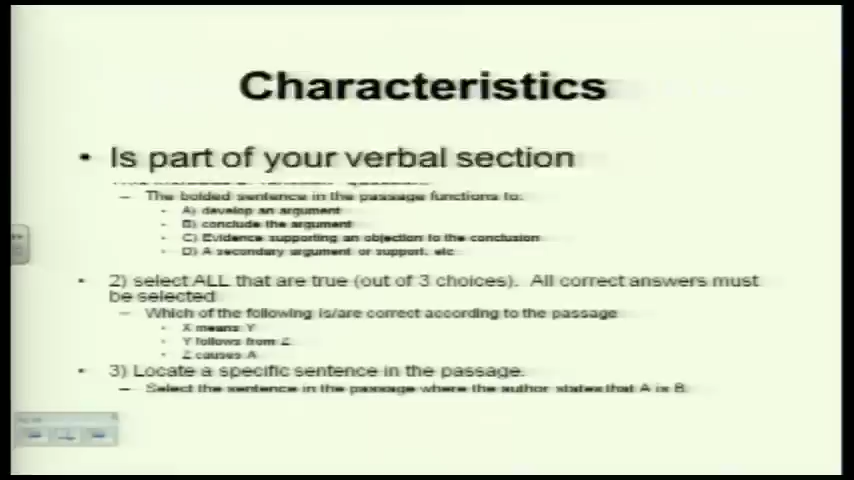 Characteristics
• Is part of your verbal section
– The bolded sentence in the passage functions to:
• A) develop an argument
• B) conclude the argument
• C) Evidence supporting an objection to the conclusion
• D) A secondary argument or support, etc
• 2) select ALL that are true (out of 3 choices). All correct answers must
be selected
– Which of the following is/are correct according to the passage
• X means Y
• Y follows from Z
• Z causes A
• 3) Locate a specific sentence in the passage.
– Select the sentence in the passage where the author states that A is B.